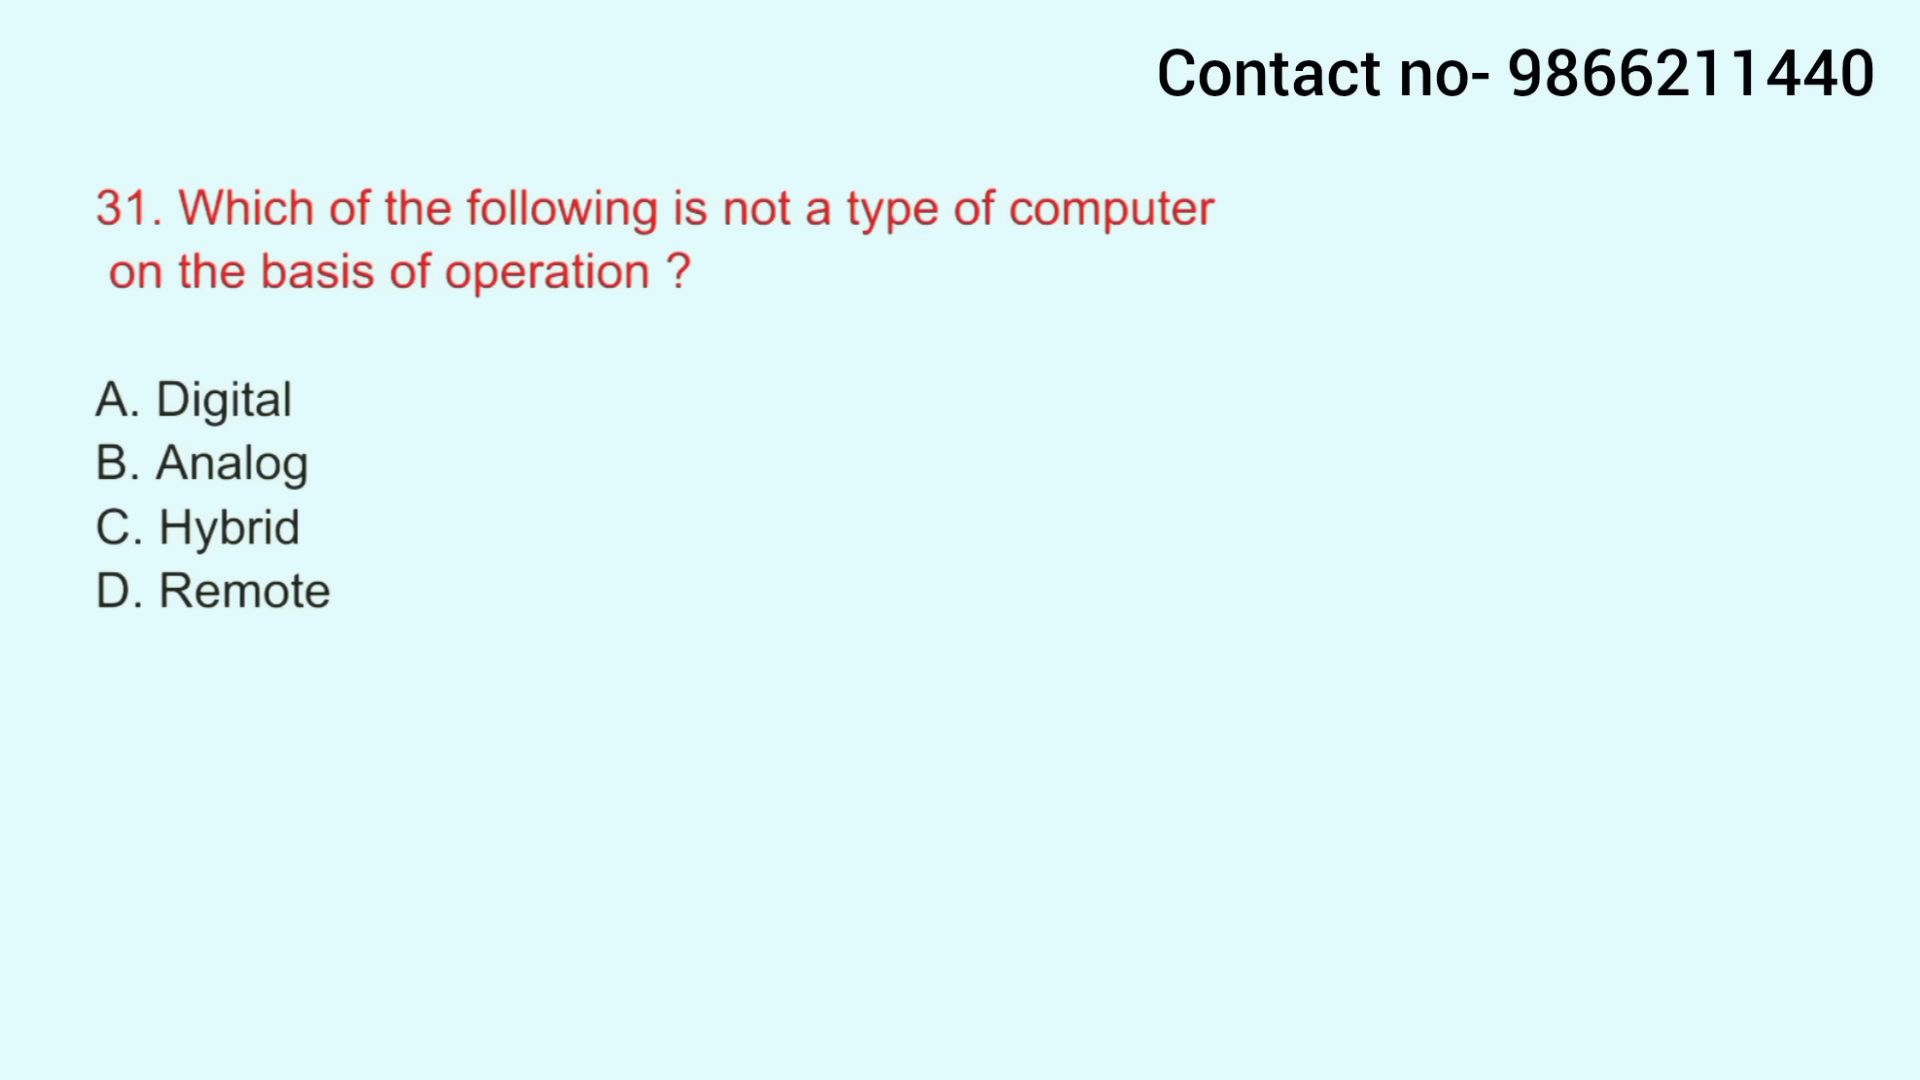 Contact no- 9866211440
31. Which of the following is not a type of computer
on the basis of operation ?
A. Digital
B. Analog
C. Hybrid
D. Remote